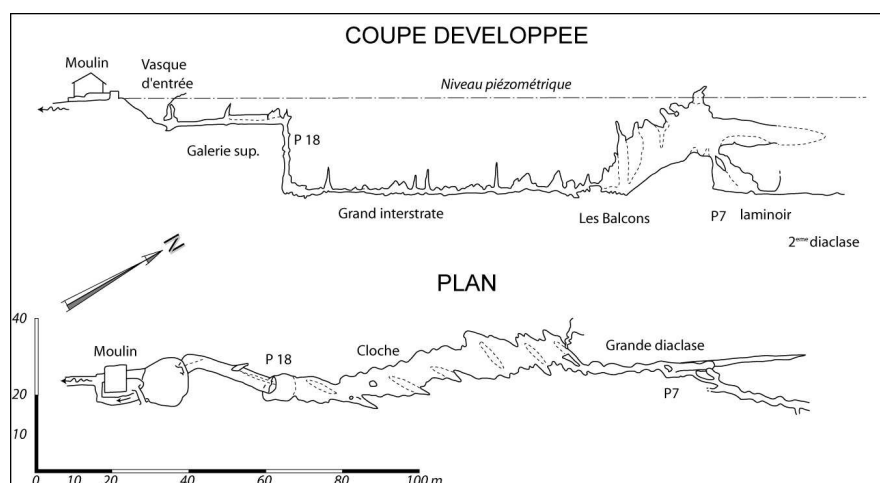 COUPE DEVELOPPEE
Moulin
Vasque
d'entrée
Niveau piézométrique
Galerie sup.
P 18
Grand interstrate
Les Balcons
P7
laminoir
2eme diaclase
N
PLAN
40
20
10
Moulin
P 18
Cloche
Grande diaclase
P7
0 10 20 40 60 80 100 m